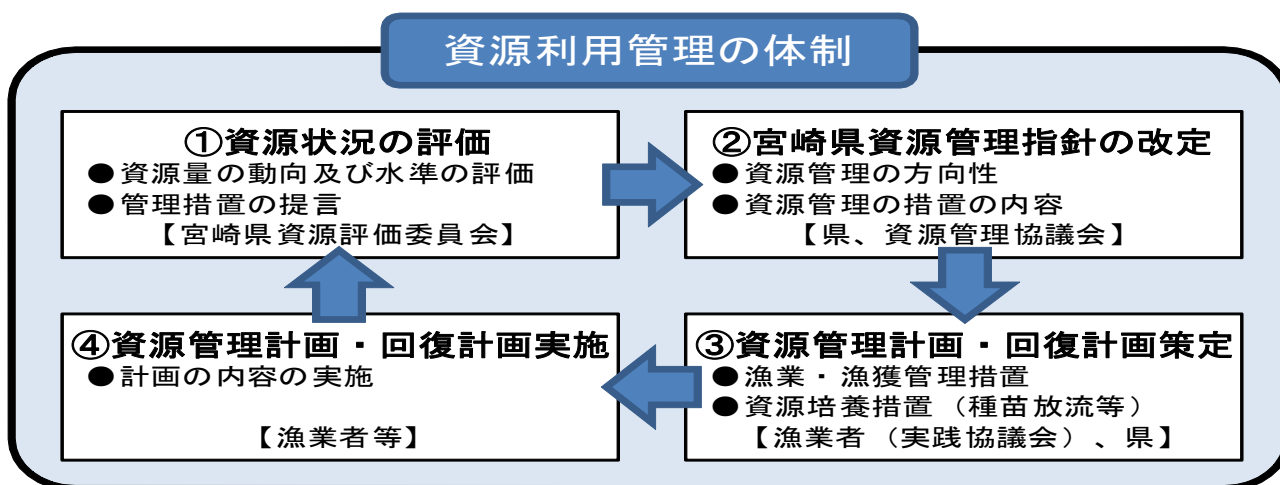 資源利用管理の体制
①資源状況の評価
●資源量の動向及び水準の評価
●管理措置の提言
【宮崎県資源評価委員会】
②宮崎県資源管理指針の改定
●資源管理の方向性
●資源管理の措置の内容
【県、資源管理協議会】
③資源管理計画・回復計画策定
●漁業・漁獲管理措置
●資源培養措置（種苗放流等）
【漁業者（実践協議会）、県】
④資源管理計画・回復計画実施
●計画の内容の実施
【漁業者等】